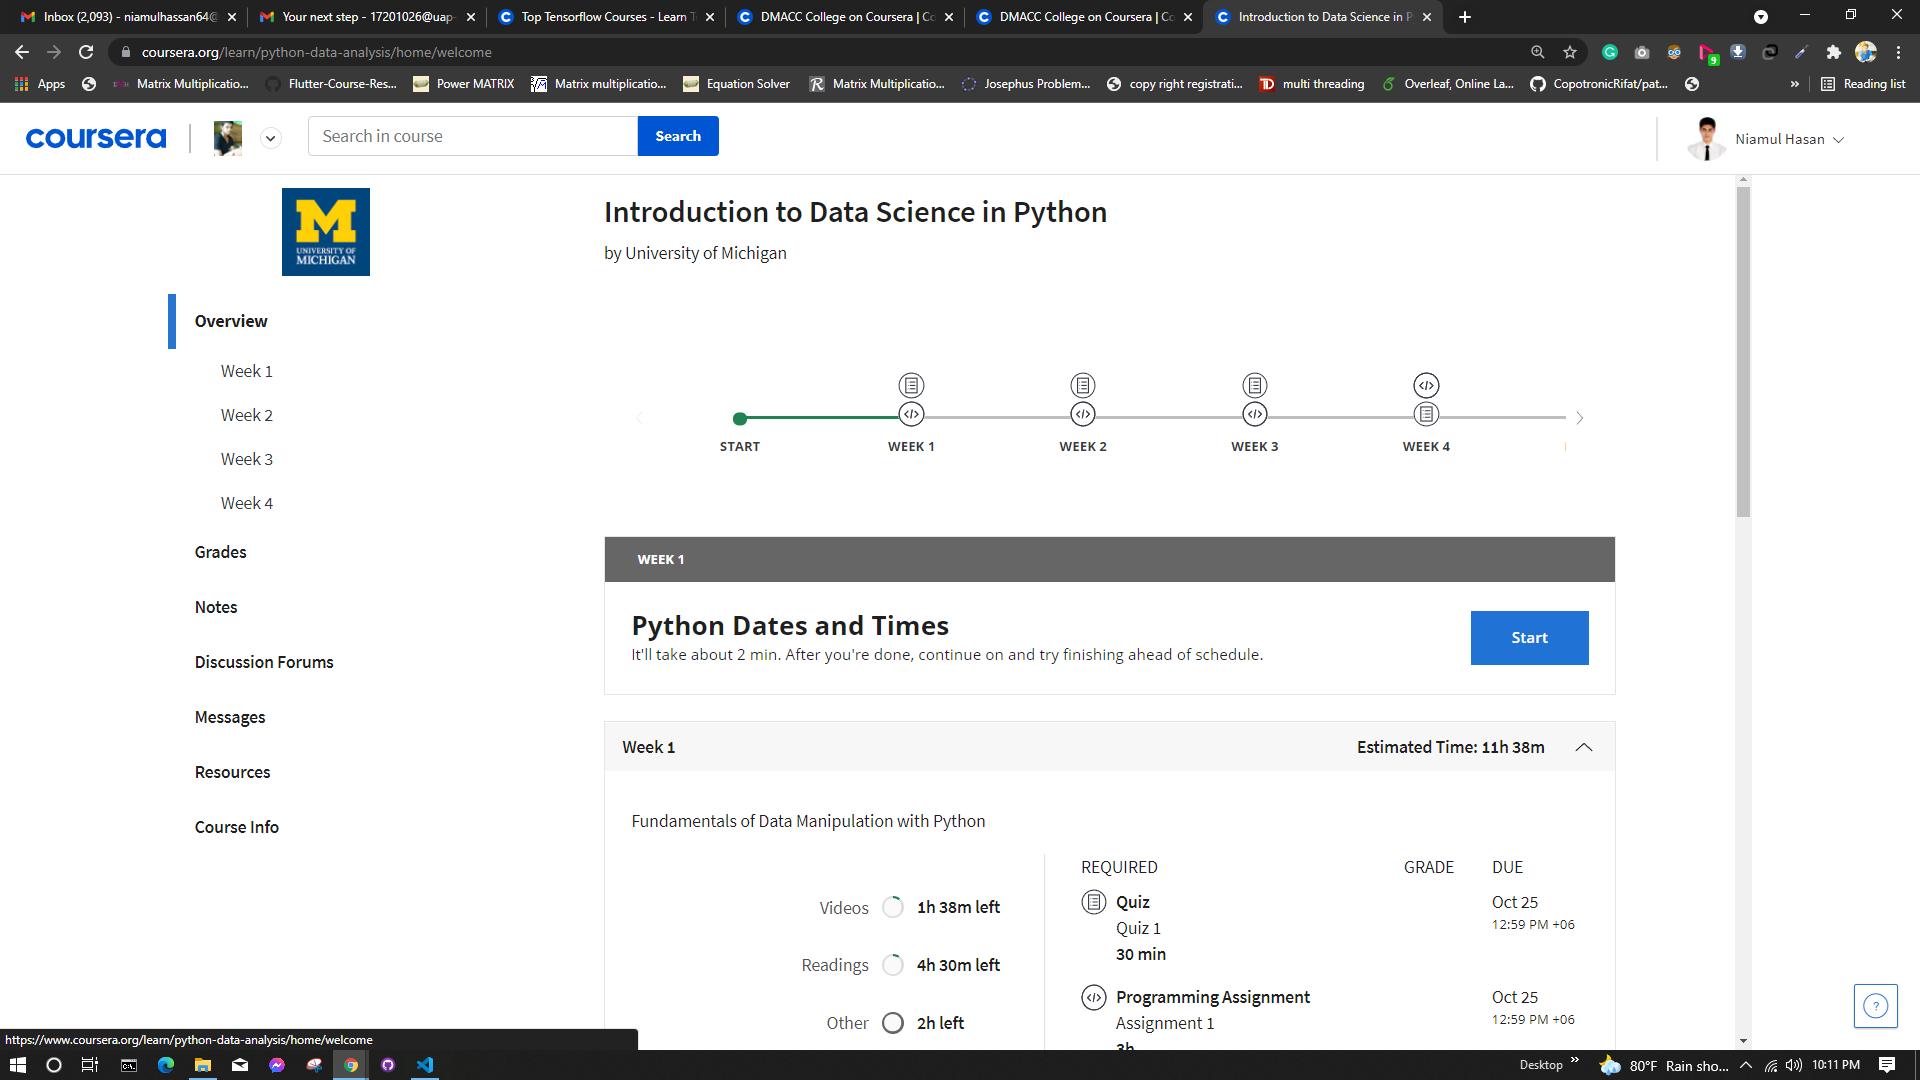 Inbox (2,093) - niamulhassan64@
Your next step - 17201026@uap-
Top Tensorflow Courses - Learn T
DMACC College on Coursera | Co
DMACC College on Coursera | Co
Introduction to Data Science in P
coursera.org/learn/python-data-analysis/home/welcome
9
Apps
Matrix Multiplicatio...
Flutter-Course-Res...
Power MATRIX
Matrix multiplicatio...
Equation Solver
Matrix Multiplicatio...
Josephus Problem...
copy right registrati...
multi threading
Overleaf, Online La...
CopotronicRifat/pat...
Reading list
coursera
Search in course
Search
Niamul Hasan
M
UNIVERSITY OF
MICHIGAN
Introduction to Data Science in Python
by University of Michigan
Overview
Week 1
Week 2
Week 3
Week 4
Grades
Notes
Discussion Forums
Messages
Resources
Course Info
START
WEEK 1
WEEK 2
WEEK 3
WEEK 4
WEEK 1
Python Dates and Times
It'll take about 2 min. After you're done, continue on and try finishing ahead of schedule.
Start
Week 1
Estimated Time: 11h 38m
Fundamentals of Data Manipulation with Python
Videos 1h 38m left
Readings 4h 30m left
Other 2h left
REQUIRED GRADE DUE
Quiz Oct 25
Quiz 1 12:59 PM +06
30 min
Programming Assignment Oct 25
Assignment 1 12:59 PM +06
3h
https://www.coursera.org/learn/python-data-analysis/home/welcome
Desktop
80°F Rain sho...
10:11 PM